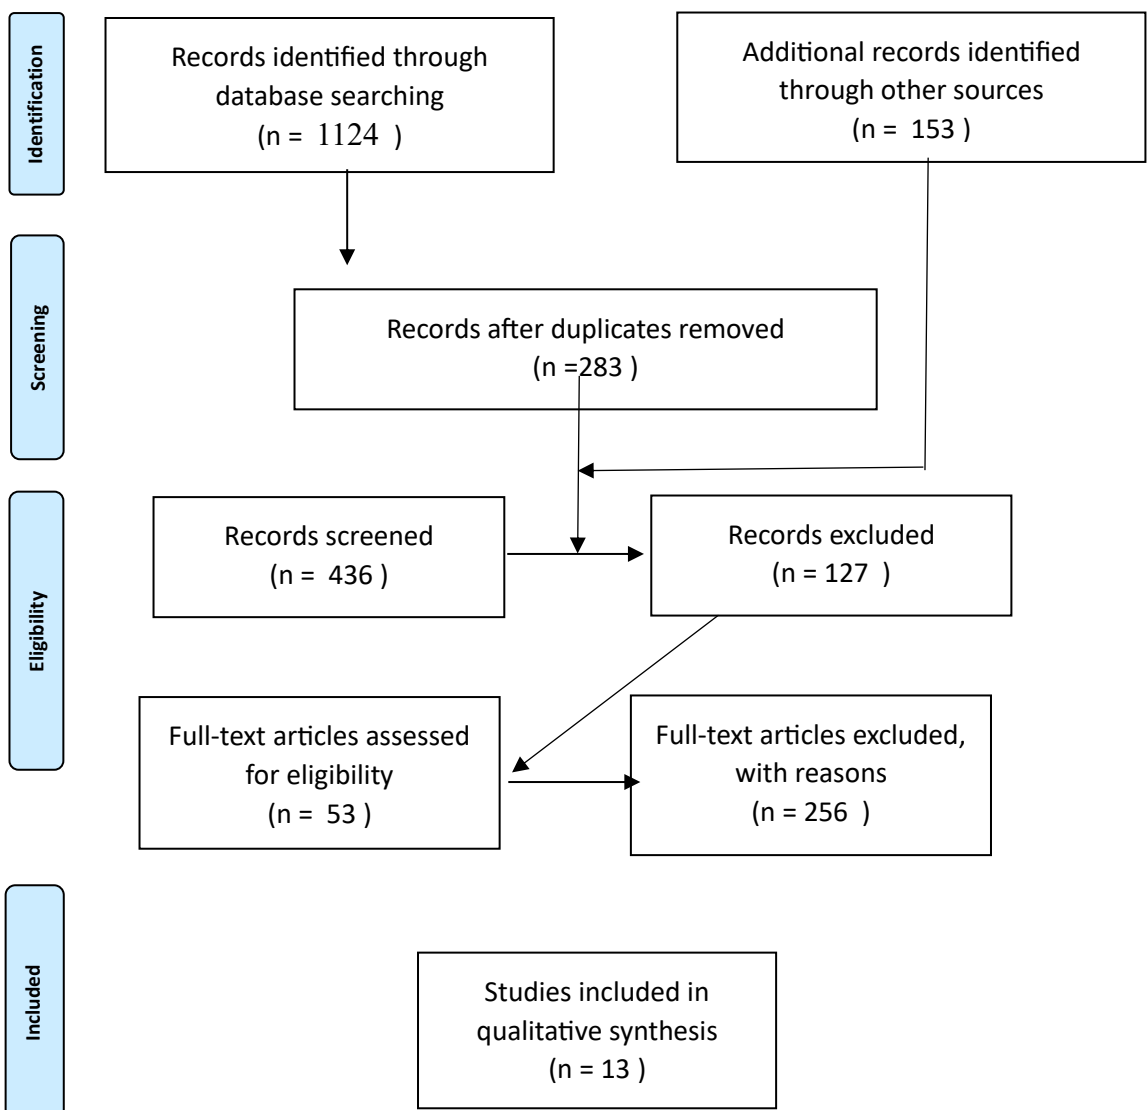 Identification
Records identified through
database searching
(n = 1124 )
Additional records identified
through other sources
(n = 153 )
Screening
Records after duplicates removed
(n =283 )
Eligibility
Records screened
(n = 436 )
Records excluded
(n = 127 )
Full-text articles assessed
for eligibility
(n = 53 )
Full-text articles excluded,
with reasons
(n = 256 )
Included
Studies included in
qualitative synthesis
(n = 13 )